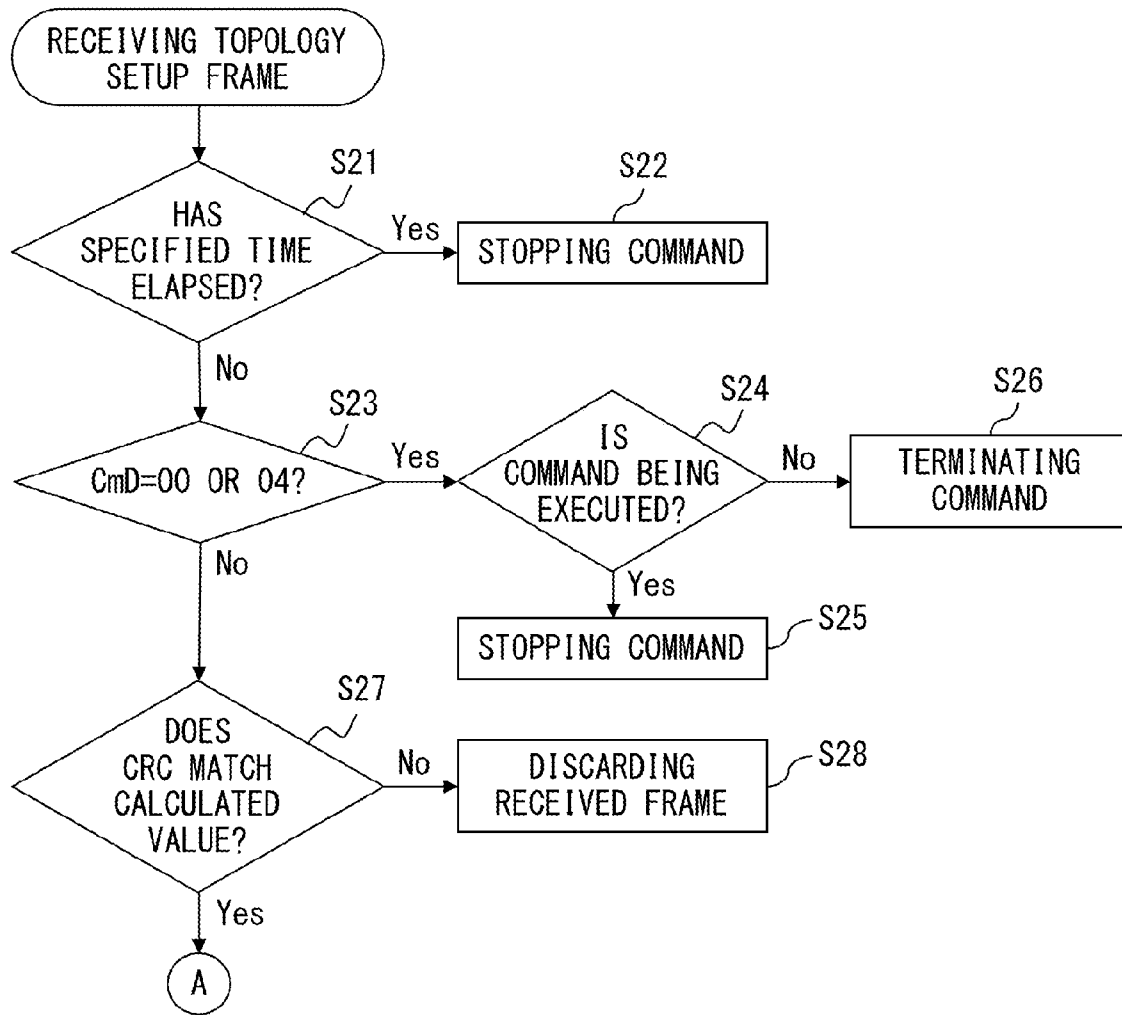 RECEIVING TOPOLOGY
SETUP FRAME
S21
HAS
SPECIFIED TIME
ELAPSED?
Yes
S22
STOPPING COMMAND
No
S23
CmD=00 OR 04?
Yes
S24
IS
COMMAND BEING
EXECUTED?
No
S26
TERMINATING
COMMAND
Yes
S25
STOPPING COMMAND
No
S27
DOES
CRC MATCH
CALCULATED
VALUE?
No
S28
DISCARDING
RECEIVED FRAME
Yes
A